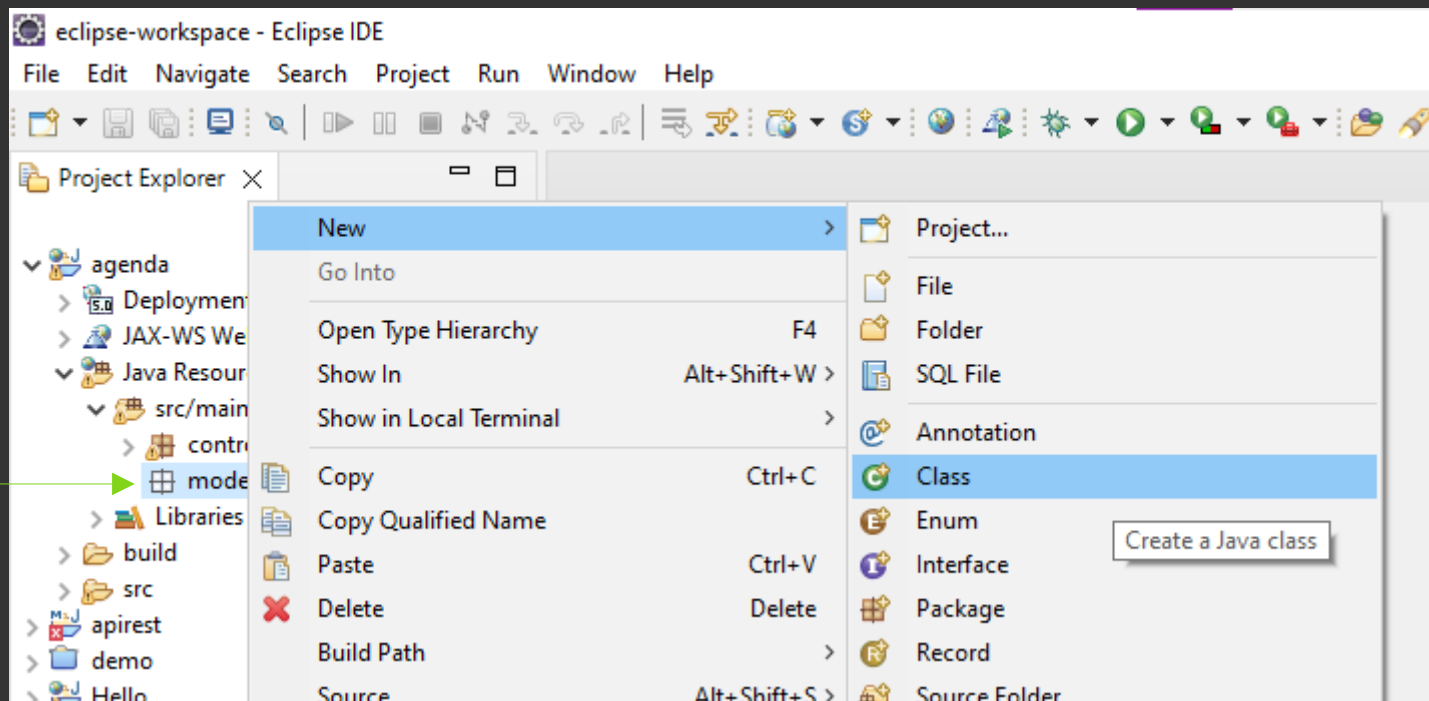 eclipse-workspace - Eclipse IDE
File Edit Navigate Search Project Run Window Help
Project Explorer
agenda
5.0 Deploymen
JAX-WS We
Java Resour
src/main
contr
mode
Libraries
build
src
apirest
demo
Hello
New
Go Into
Open Type Hierarchy F4
Show In Alt+Shift+W >
Show in Local Terminal
Copy Ctrl+C
Copy Qualified Name
Paste Ctrl+V
Delete Delete
Build Path
Source Alt+Shift+S >
Project...
File
Folder
SQL File
Annotation
Class
Enum
Create a Java class
Interface
Package
Record
Source Folder